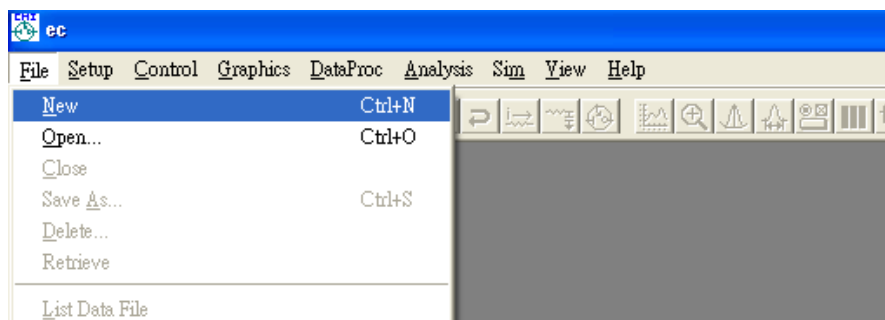 CHI
ec
File Setup Control Graphics DataProc Analysis Sim View Help
New Ctrl+N
Open... Ctrl+O
Close
Save As... Ctrl+S
Delete...
Retrieve
List Data File